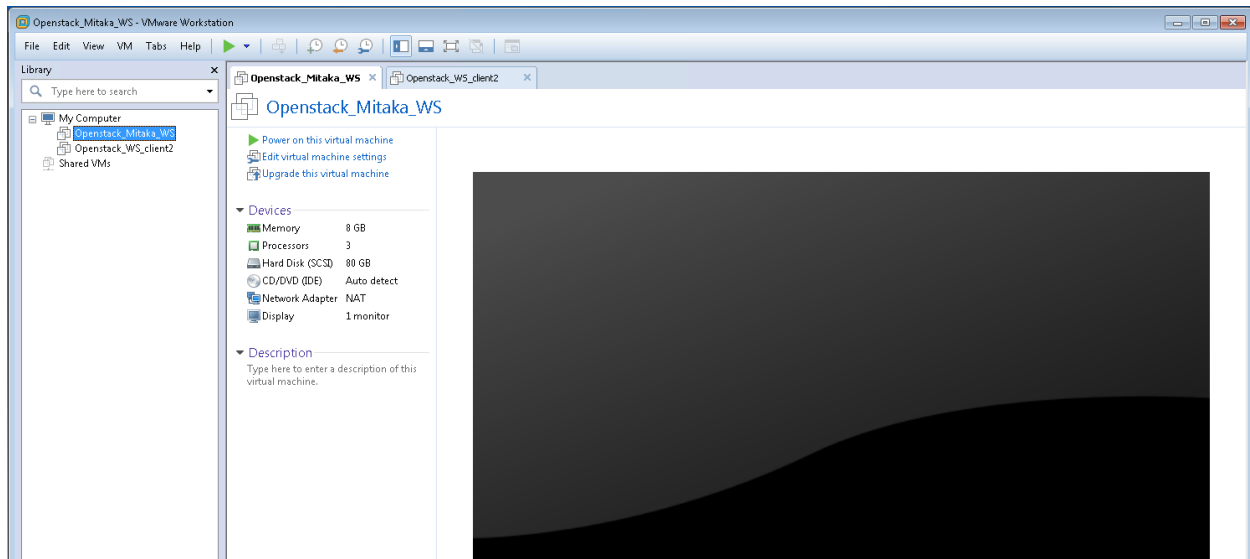 Openstack_Mitaka_WS - VMware Workstation
File Edit View VM Tabs Help
Library
Type here to search
My Computer
Openstack_Mitaka_WS
Openstack_WS_client2
Shared VMs
Openstack_Mitaka_WS Openstack_WS_client2
Openstack_Mitaka_WS
Power on this virtual machine
Edit virtual machine settings
Upgrade this virtual machine
Devices
Memory 8 GB
Processors 3
Hard Disk (SCSI) 80 GB
CD/DVD (IDE) Auto detect
Network Adapter NAT
Display 1 monitor
Description
Type here to enter a description of this
virtual machine.